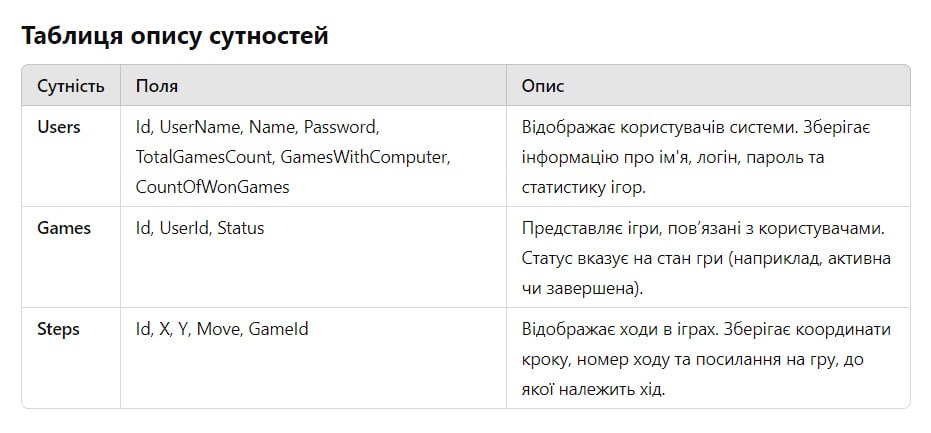 Таблиця опису сутностей
Сутність Поля Опис
Users Id, UserName, Name, Password, Відображає користувачів системи. Зберігає
TotalGamesCount, GamesWithComputer, інформацію про ім'я, логін, пароль та
CountOfWonGames статистику ігор.
Games Id, UserId, Status Представляє ігри, пов’язані з користувачами.
Статус вказує на стан гри (наприклад, активна
чи завершена).
Steps Id, X, Y, Move, GameId Відображає ходи в іграх. Зберігає координати
кроку, номер ходу та посилання на гру, до
якої належить хід.